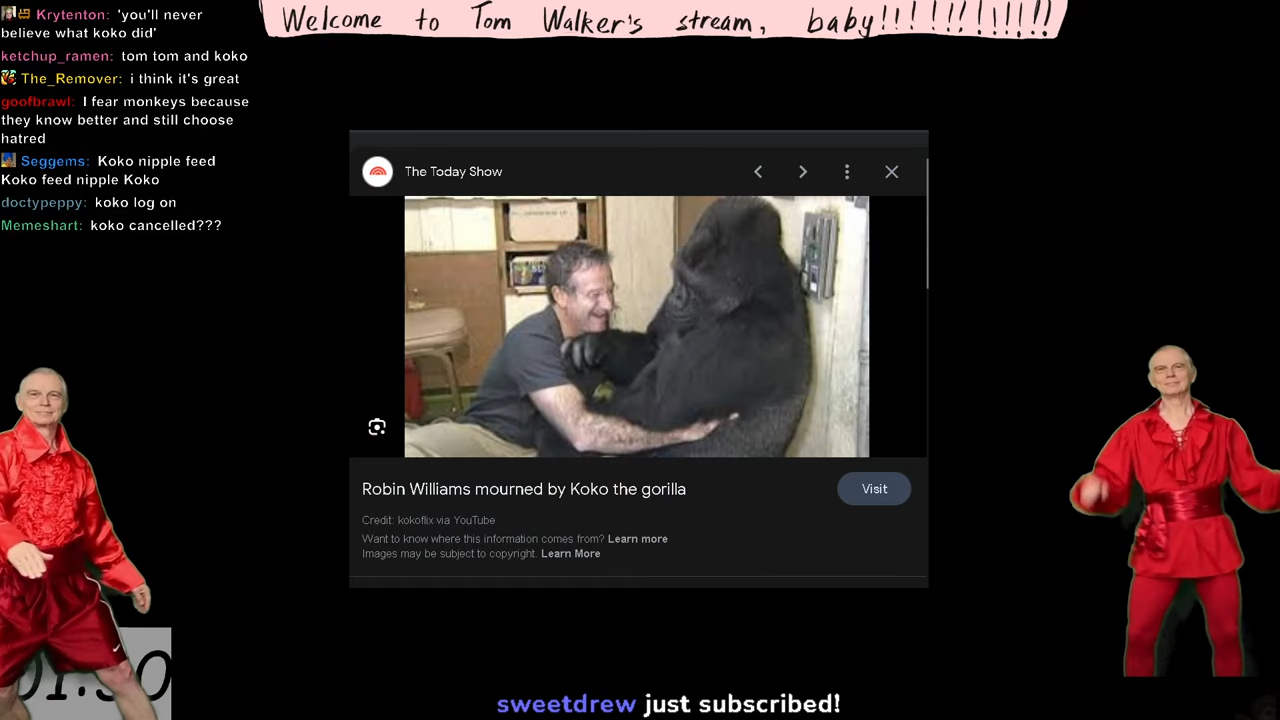 Krytenton: 'you'll never
believe what koko did'
ketchup_ramen: tom tom and koko
The_Remover: i think it's great
goofbrawl: I fear monkeys because
they know better and still choose
hatred
Seggems: Koko nipple feed
Koko feed nipple Koko
doctypeppy: koko log on
Memeshart: koko cancelled???
Welcome to Tom Walker's stream, baby!!!!!!!!!!!!!
The Today Show
Robin Williams mourned by Koko the gorilla
Visit
Credit: kokoflix via YouTube
Want to know where this information comes from? Learn more
Images may be subject to copyright. Learn More
sweetdrew just subscribed!